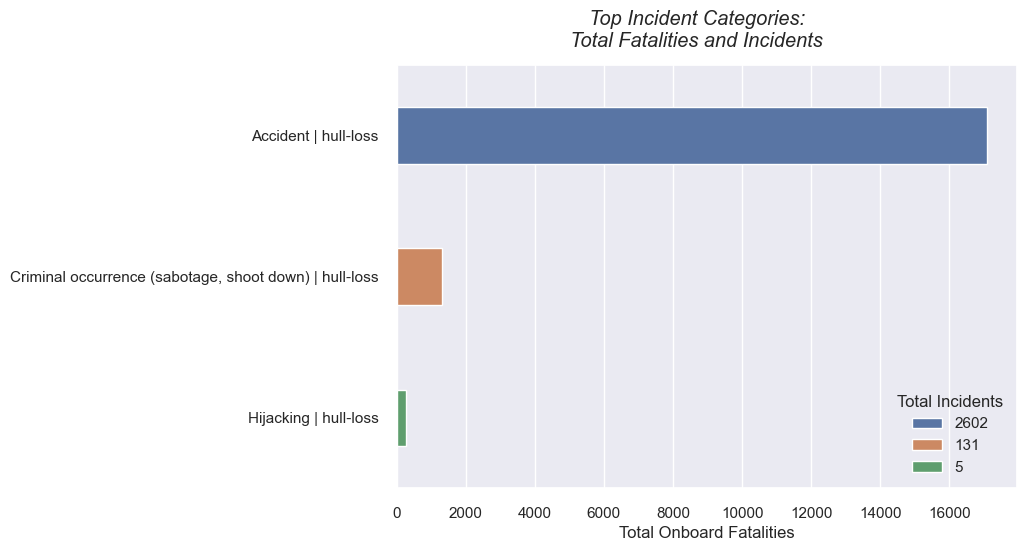 Top Incident Categories:
Total Fatalities and Incidents
Accident | hull-loss
Criminal occurrence (sabotage, shoot down) | hull-loss
Hijacking | hull-loss
Total Incidents
2602
131
5
0 2000 4000 6000 8000 10000 12000 14000 16000
Total Onboard Fatalities